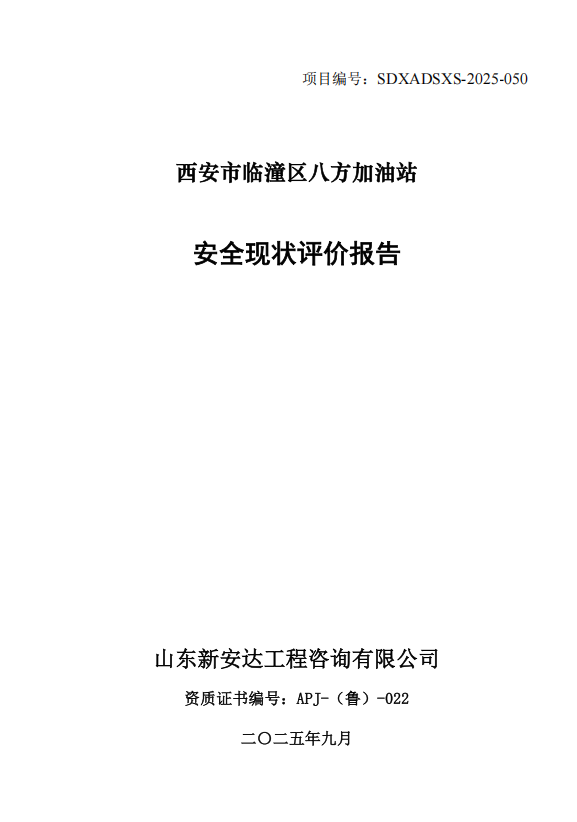 项目编号：SDXADSXS-2025-050
西安市临潼区八方加油站
安全现状评价报告
山东新安达工程咨询有限公司
资质证书编号：APJ-（鲁）-022
二〇二五年九月